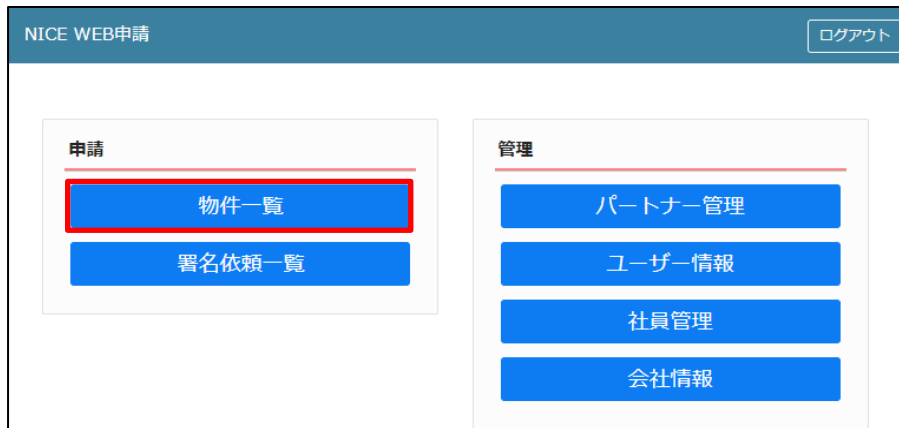 NICE WEB申請
ログアウト
申請
物件一覧
署名依頼一覧
管理
パートナー管理
ユーザー情報
社員管理
会社情報